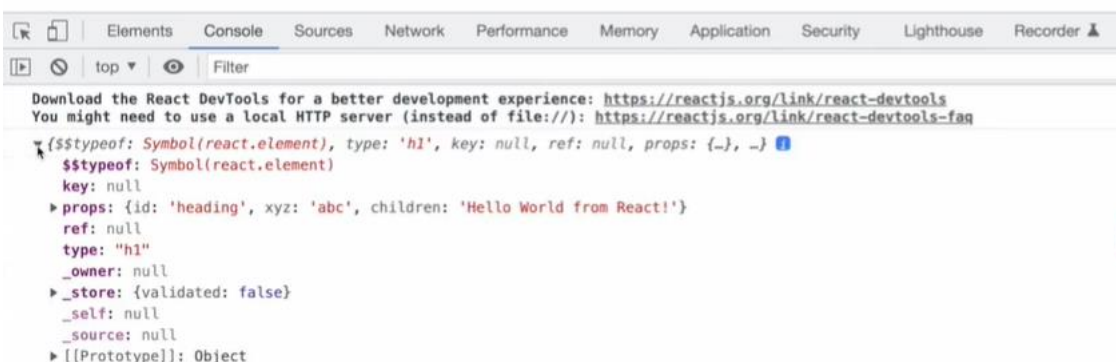 Elements Console Sources Network Performance Memory Application Security Lighthouse Recorder
top ▼ Filter
Download the React DevTools for a better development experience: https://reactjs.org/link/react-devtools
You might need to use a local HTTP server (instead of file://): https://reactjs.org/link/react-devtools-faq
{$$typeof: Symbol(react.element), type: 'h1', key: null, ref: null, props: {…}, …}
$$typeof: Symbol(react.element)
key: null
▶ props: {id: 'heading', xyz: 'abc', children: 'Hello World from React!'}
ref: null
type: "h1"
_owner: null
▶ _store: {validated: false}
_self: null
_source: null
▶ [[Prototype]]: Object